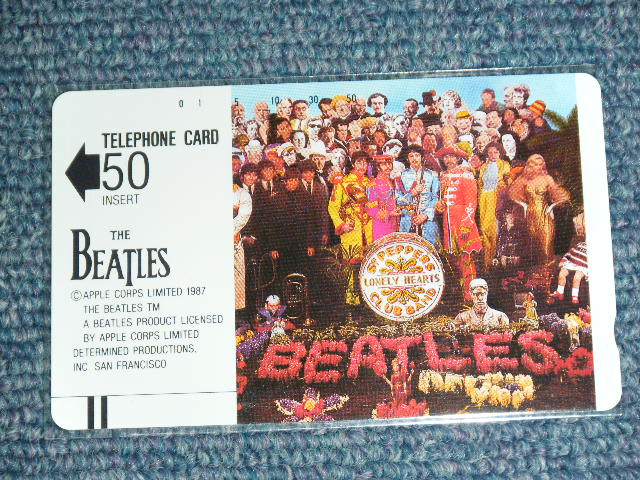 0 1 5 10 30 50
TELEPHONE CARD
50
INSERT
THE
BEATLES
©APPLE CORPS LIMITED 1987
THE BEATLES TM
A BEATLES PRODUCT LICENSED
BY APPLE CORPS LIMITED
DETERMINED PRODUCTIONS,
INC SAN FRANCISCO
SGT. PEPPERS
LONELY HEARTS
CLUB BAND
BEATLES